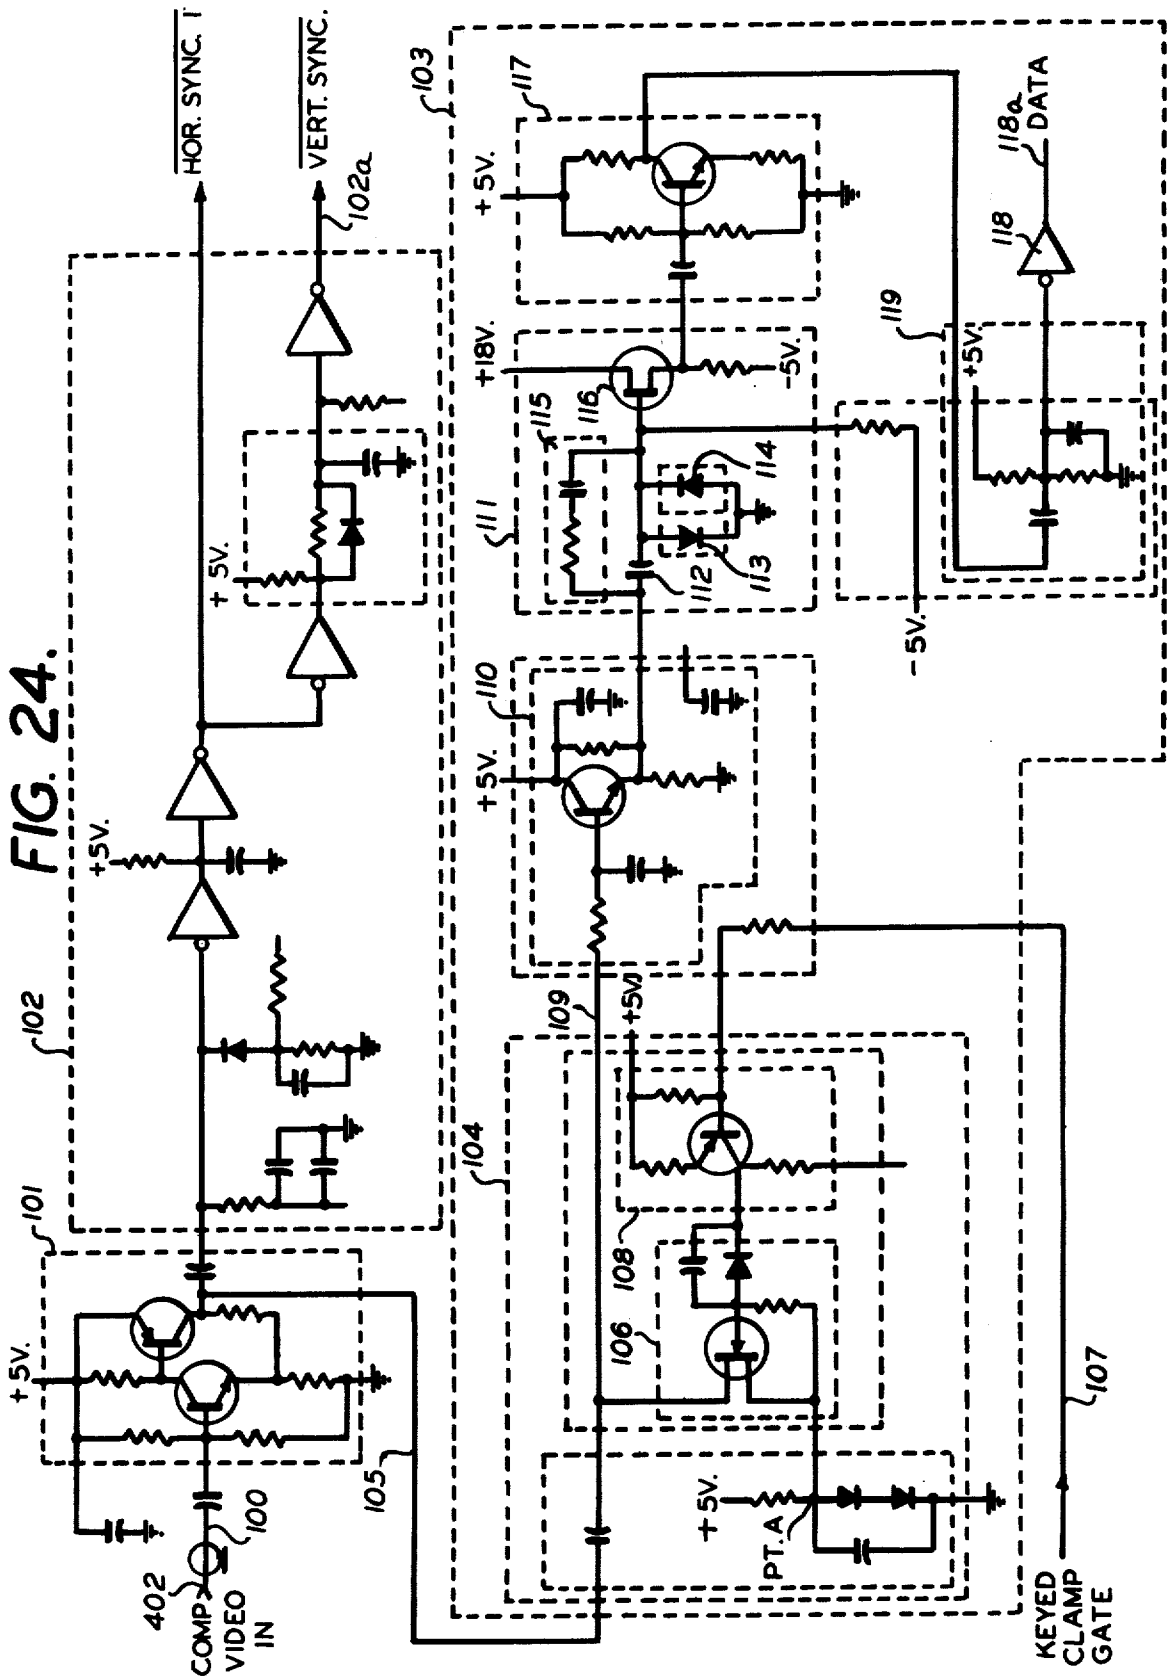 FIG. 24.
HOR. SYNC. 1
VERT. SYNC.
102a
102
+5V.
+5V.
101
+5V.
402
COMP
VIDEO
IN
100
105
103
117
+5V.
+18V.
116
115
111
114
113
112
-5V.
118a
DATA
118
119
+5V.
-5V.
110
+5V.
109
+5V.
104
108
106
+5V.
PT. A
107
KEYED
CLAMP
GATE